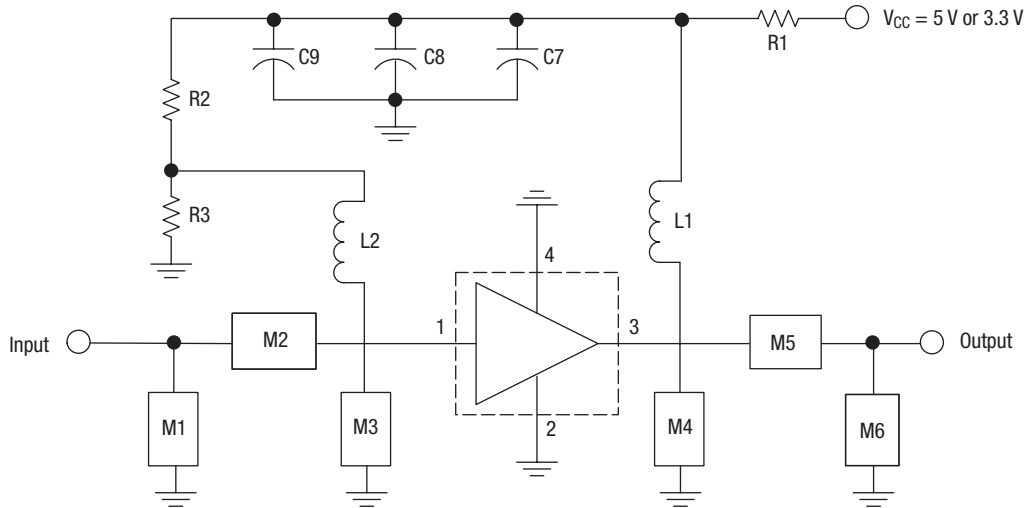 V_CC = 5 V or 3.3 V
R1
C9
C8
C7
R2
R3
L2
L1
4
1
3
Input
M2
M5
Output
M1
M3
2
M4
M6